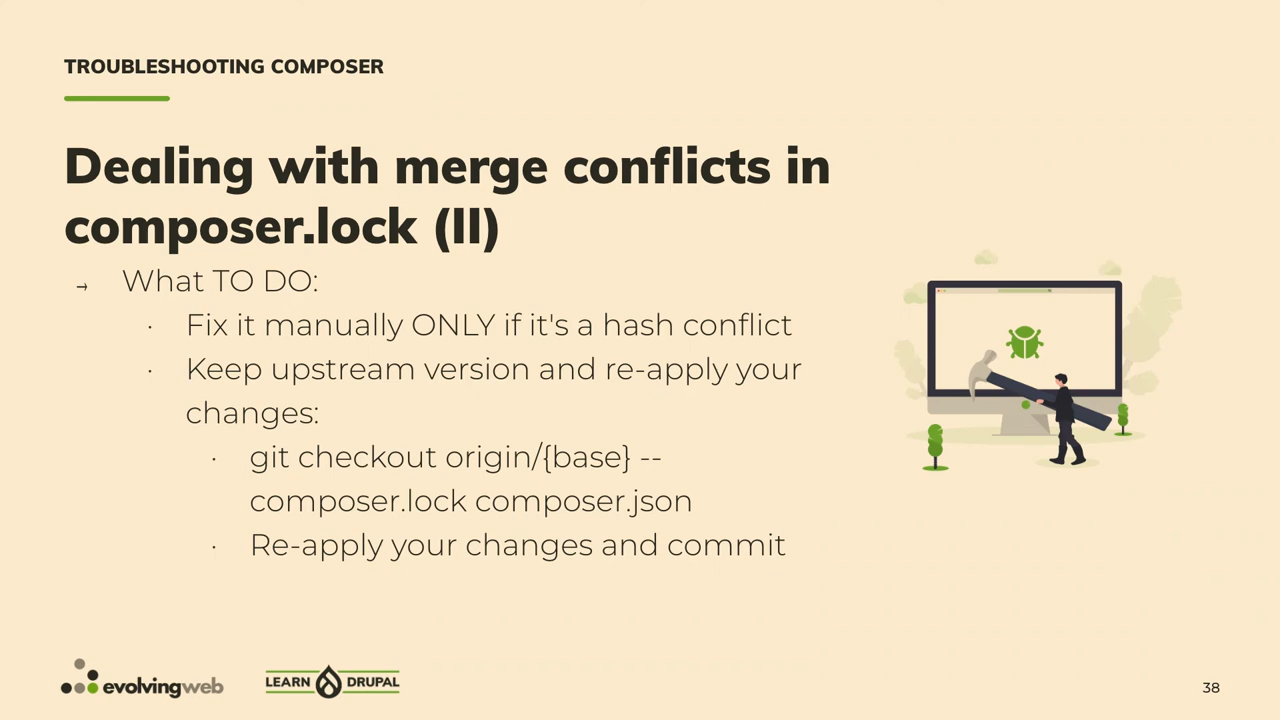 TROUBLESHOOTING COMPOSER
Dealing with merge conflicts in
composer.lock (II)
→ What TO DO:
· Fix it manually ONLY if it's a hash conflict
· Keep upstream version and re-apply your
changes:
· git checkout origin/{base} --
composer.lock composer.json
· Re-apply your changes and commit
evolvingweb
LEARN DRUPAL
38